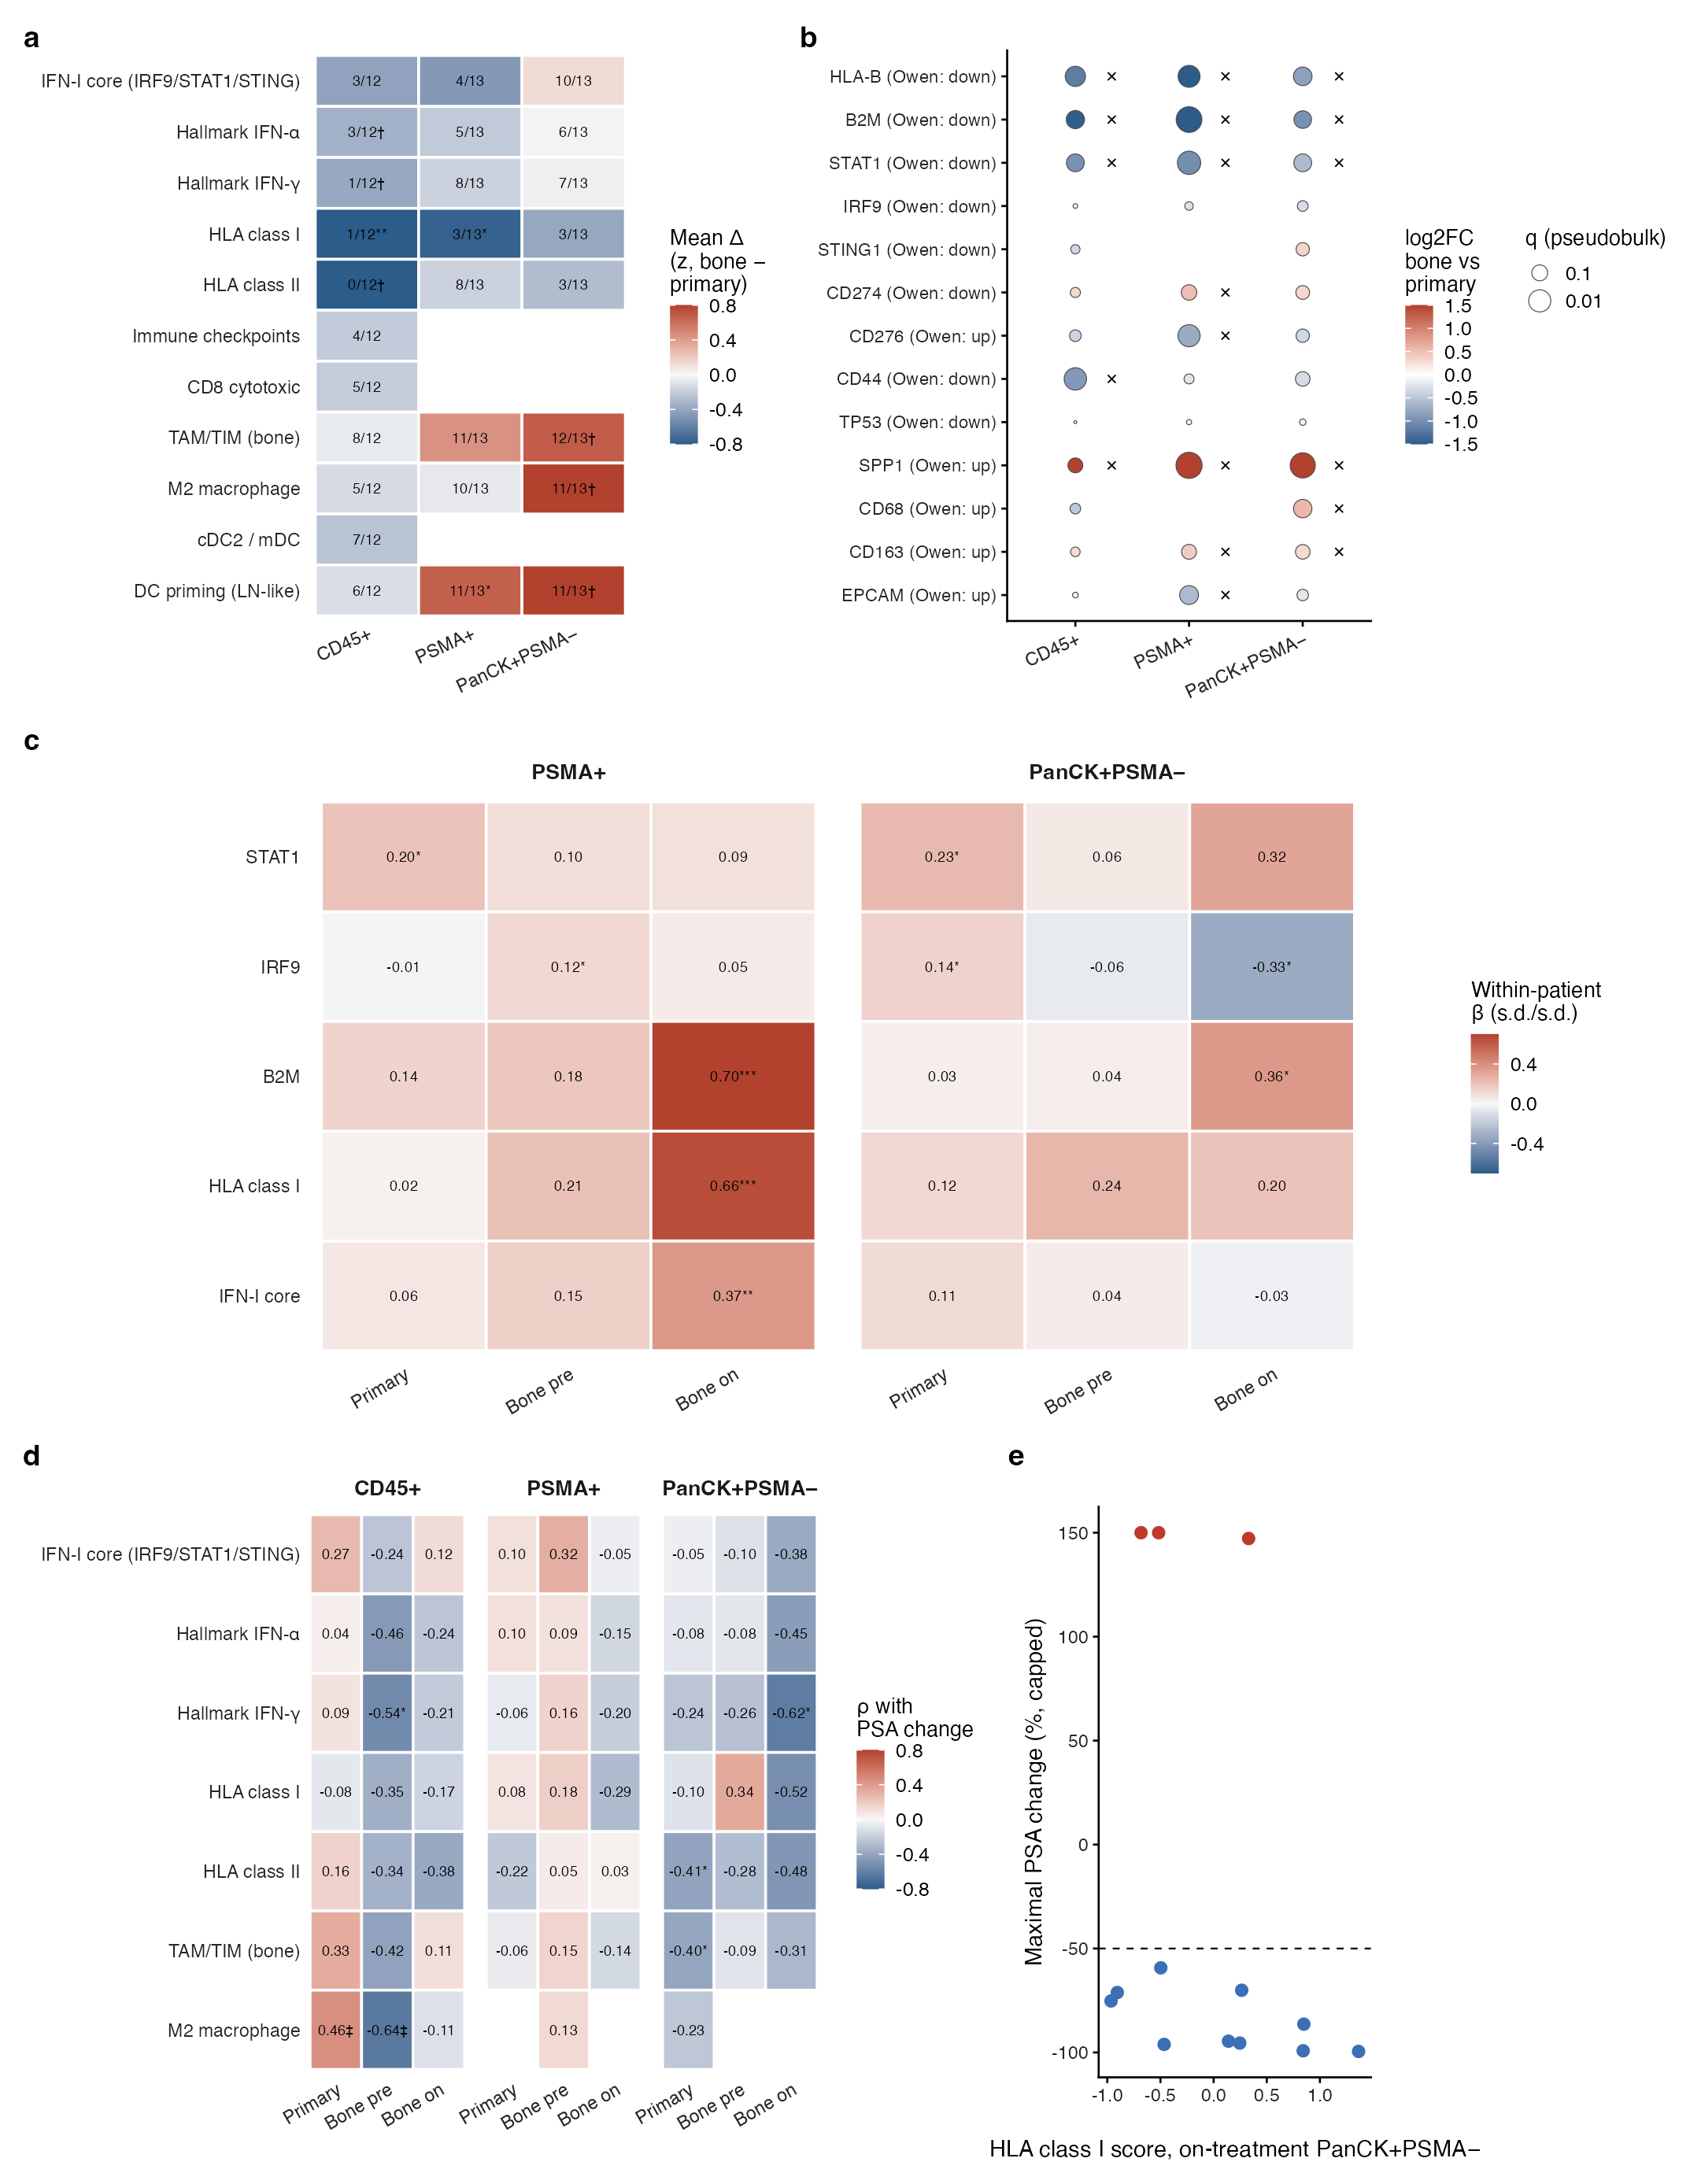 a
IFN-I core (IRF9/STAT1/STING) 3/12 4/13 10/13
Hallmark IFN-α 3/12† 5/13 6/13
Hallmark IFN-γ 1/12† 8/13 7/13
HLA class I 1/12** 3/13* 3/13
HLA class II 0/12† 8/13 3/13
Immune checkpoints 4/12
CD8 cytotoxic 5/12
TAM/TIM (bone) 8/12 11/13 12/13†
M2 macrophage 5/12 10/13 11/13†
cDC2 / mDC 7/12
DC priming (LN-like) 6/12 11/13* 11/13†
CD45+ PSMA+ PanCK+PSMA–
Mean Δ
(z, bone –
primary)
0.8
0.4
0.0
-0.4
-0.8
b
HLA-B (Owen: down) × × ×
B2M (Owen: down) × × ×
STAT1 (Owen: down) × × ×
IRF9 (Owen: down)
STING1 (Owen: down)
CD274 (Owen: down) ×
CD276 (Owen: up) ×
CD44 (Owen: down) ×
TP53 (Owen: down)
SPP1 (Owen: up) × × ×
CD68 (Owen: up) ×
CD163 (Owen: up) × ×
EPCAM (Owen: up) ×
CD45+ PSMA+ PanCK+PSMA–
log2FC
bone vs
primary
1.5
1.0
0.5
0.0
-0.5
-1.0
-1.5
q (pseudobulk)
0.1
0.01
c
PSMA+ PanCK+PSMA–
STAT1 0.20* 0.10 0.09 0.23* 0.06 0.32
IRF9 -0.01 0.12* 0.05 0.14* -0.06 -0.33*
B2M 0.14 0.18 0.70*** 0.03 0.04 0.36*
HLA class I 0.02 0.21 0.66*** 0.12 0.24 0.20
IFN-I core 0.06 0.15 0.37** 0.11 0.04 -0.03
Primary Bone pre Bone on Primary Bone pre Bone on
Within-patient
β (s.d./s.d.)
0.4
0.0
-0.4
d
CD45+ PSMA+ PanCK+PSMA–
IFN-I core (IRF9/STAT1/STING) 0.27 -0.24 0.12 0.10 0.32 -0.05 -0.05 -0.10 -0.38
Hallmark IFN-α 0.04 -0.46 -0.24 0.10 0.09 -0.15 -0.08 -0.08 -0.45
Hallmark IFN-γ 0.09 -0.54* -0.21 -0.06 0.16 -0.20 -0.24 -0.26 -0.62*
HLA class I -0.08 -0.35 -0.17 0.08 0.18 -0.29 -0.10 0.34 -0.52
HLA class II 0.16 -0.34 -0.38 -0.22 0.05 0.03 -0.41* -0.28 -0.48
TAM/TIM (bone) 0.33 -0.42 0.11 -0.06 0.15 -0.14 -0.40* -0.09 -0.31
M2 macrophage 0.46‡ -0.64‡ -0.11 0.13 -0.23
Primary Bone pre Bone on Primary Bone pre Bone on Primary Bone pre Bone on
ρ with
PSA change
0.8
0.4
0.0
-0.4
-0.8
e
Maximal PSA change (%, capped)
150
100
50
0
-50
-100
-1.0 -0.5 0.0 0.5 1.0
HLA class I score, on-treatment PanCK+PSMA–